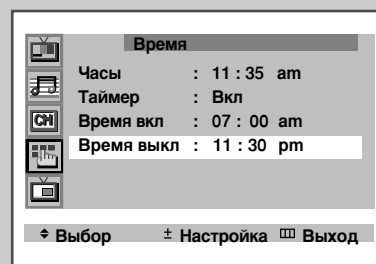 Время
Часы : 11 : 35 am
Таймер : Вкл
CH Время вкл : 07 : 00 am
Время выкл : 11 : 30 pm
Выбор ± Настройка Выход